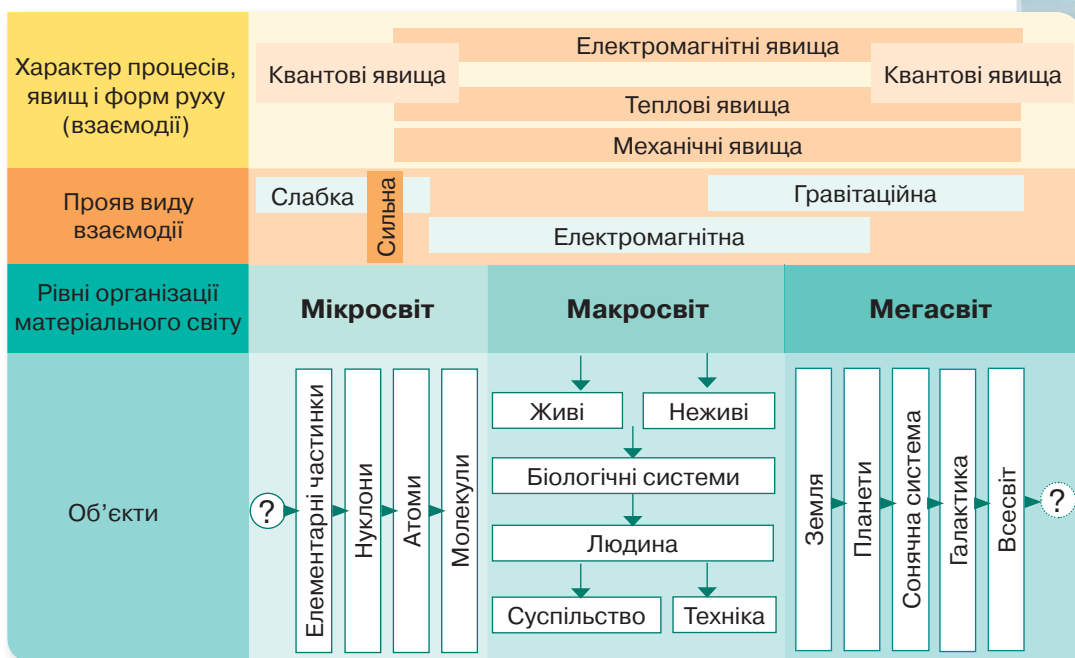 Характер процесів,
явищ і форм руху
(взаємодії)
Електромагнітні явища
Квантові явища
Квантові явища
Теплові явища
Механічні явища
Прояв виду
взаємодії
Слабка
Сильна
Гравітаційна
Електромагнітна
Рівні організації
матеріального світу
Мікросвіт
Макросвіт
Мегасвіт
Об’єкти
?
Елементарні частинки
Нуклони
Атоми
Молекули
Живі
Неживі
Біологічні системи
Людина
Суспільство
Техніка
Земля
Планети
Сонячна система
Галактика
Всесвіт
?